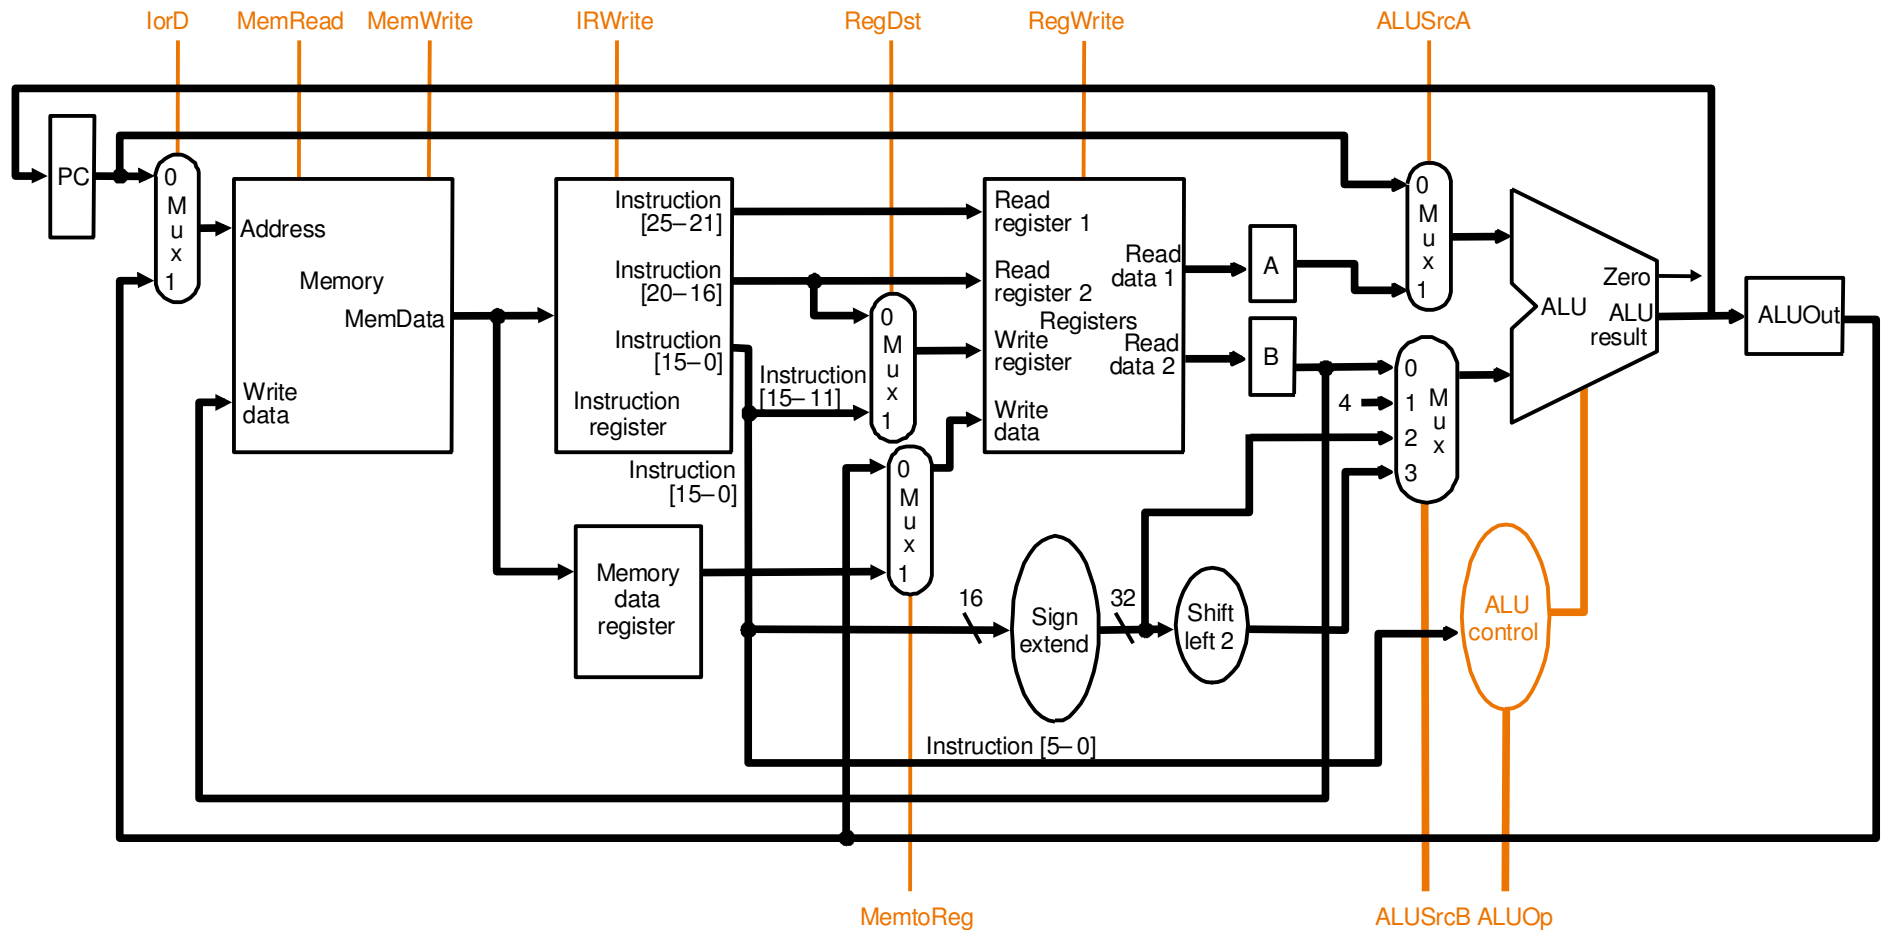 IorD MemRead MemWrite IRWrite RegDst RegWrite ALUSrcA
PC
0
M
u
x
1
Address
Memory
MemData
Write
data
Instruction
[25–21]
Instruction
[20–16]
Instruction
[15–0]
Instruction
register
Instruction
[15–11]
Instruction
[15–0]
0
M
u
x
1
0
M
u
x
1
Memory
data
register
Read
register 1
Read
register 2
Registers
Write
register
Write
data
Read
data 1
Read
data 2
A
B
4
0
M
u
x
1
0
1
2
3
M
u
x
Zero
ALU
ALU
result
ALUOut
16
Sign
extend
32
Shift
left 2
ALU
control
Instruction [5–0]
MemtoReg ALUSrcB ALUOp